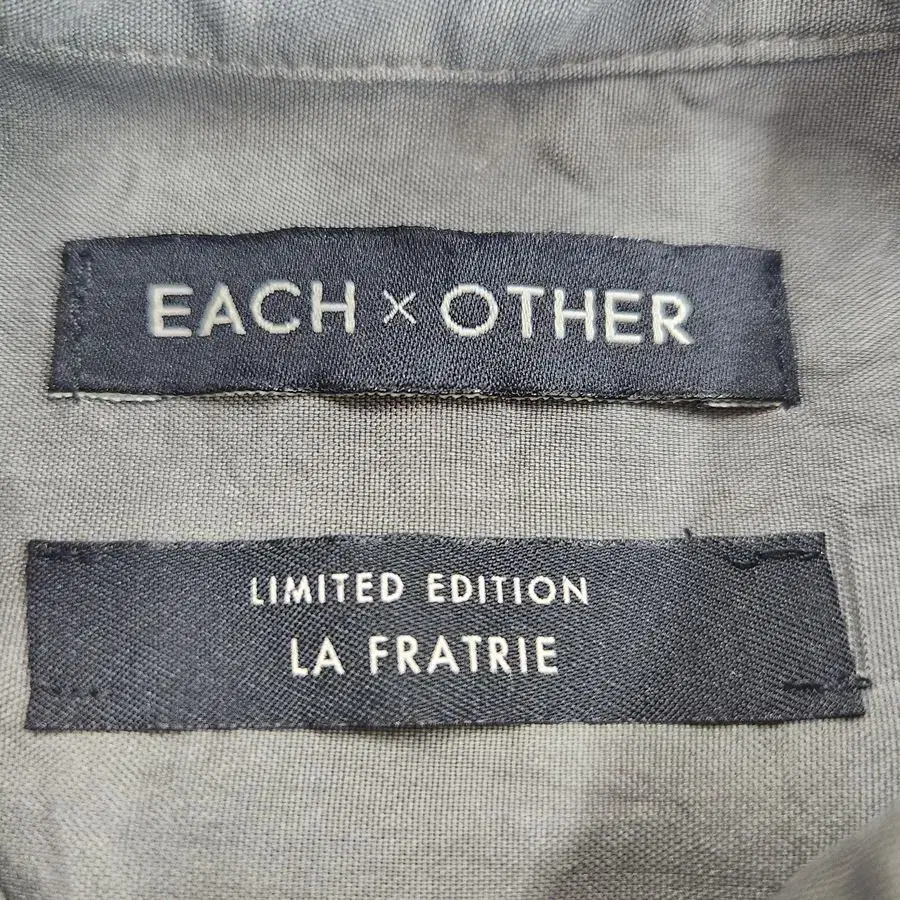 EACH × OTHER
LIMITED EDITION
LA FRATRIE